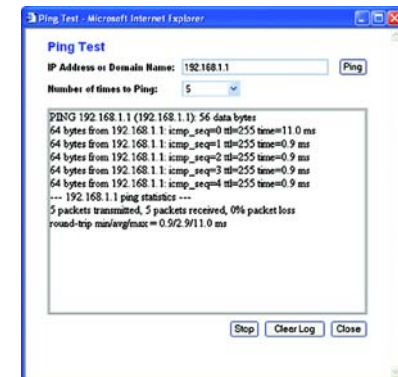 Ping Test - Microsoft Internet Explorer
Ping Test
IP Address or Domain Name: 192.168.1.1 Ping
Number of times to Ping: 5
PING 192.168.1.1 (192.168.1.1): 56 data bytes
64 bytes from 192.168.1.1: icmp_seq=0 ttl=255 time=11.0 ms
64 bytes from 192.168.1.1: icmp_seq=1 ttl=255 time=0.9 ms
64 bytes from 192.168.1.1: icmp_seq=2 ttl=255 time=0.9 ms
64 bytes from 192.168.1.1: icmp_seq=3 ttl=255 time=0.9 ms
64 bytes from 192.168.1.1: icmp_seq=4 ttl=255 time=0.9 ms
--- 192.168.1.1 ping statistics ---
5 packets transmitted, 5 packets received, 0% packet loss
round-trip min/avg/max = 0.9/2.9/11.0 ms
Stop Clear Log Close